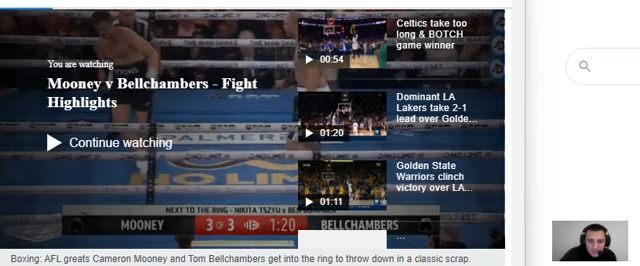 You are watching
Mooney v Bellchambers - Fight
Highlights
Continue watching
Celtics take too
long & BOTCH
game winner
00:54
Dominant LA
Lakers take 2-1
lead over Golde...
01:20
Golden State
Warriors clinch
victory over LA...
01:11
...
NEXT TO THE RING - NIKITA TSZYU v BEN
MOONEY 3 OF 3 1:20 BELLCHAMBERS
Boxing: AFL greats Cameron Mooney and Tom Bellchambers get into the ring to throw down in a classic scrap.